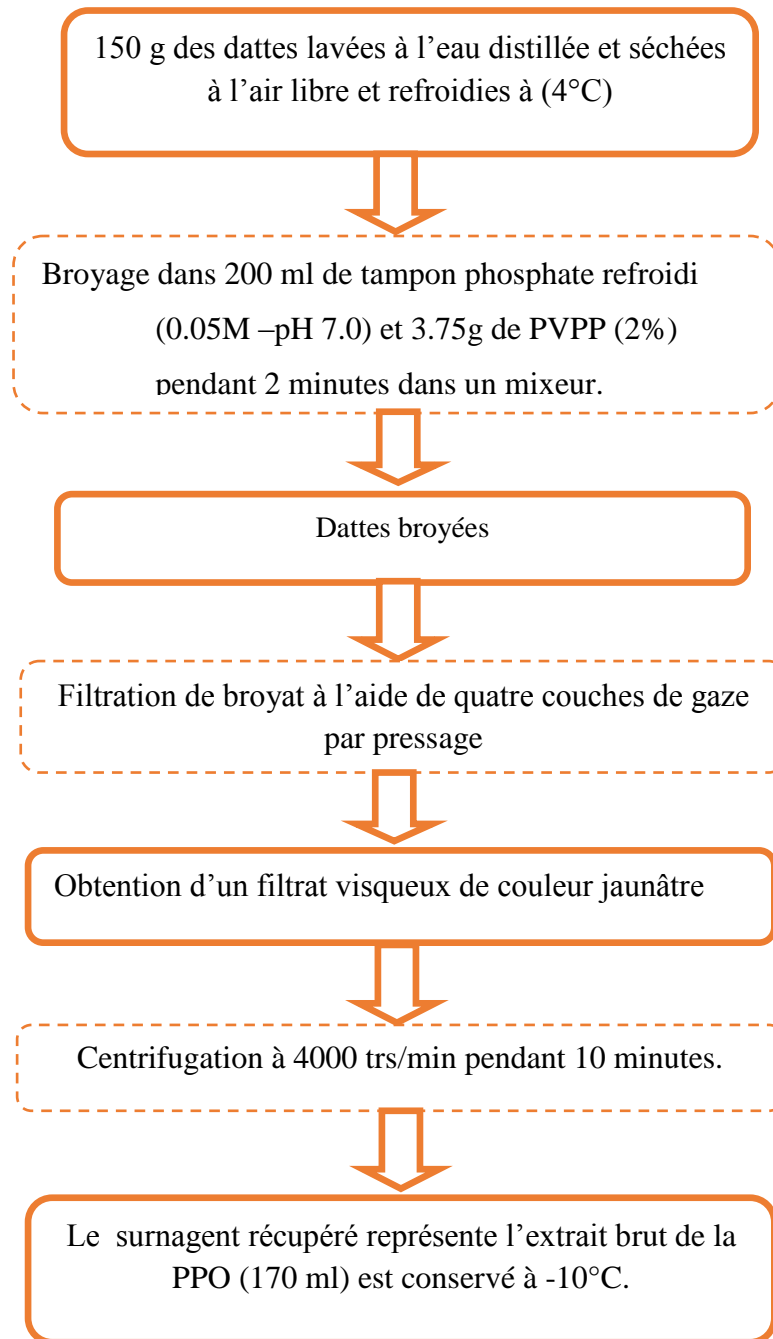 150 g des dattes lavées à l’eau distillée et séchées
à l’air libre et refroidies à (4°C)
Broyage dans 200 ml de tampon phosphate refroidi
(0.05M –pH 7.0) et 3.75g de PVPP (2%)
pendant 2 minutes dans un mixeur.
Dattes broyées
Filtration de broyat à l’aide de quatre couches de gaze
par pressage
Obtention d’un filtrat visqueux de couleur jaunâtre
Centrifugation à 4000 trs/min pendant 10 minutes.
Le surnagent récupéré représente l’extrait brut de la
PPO (170 ml) est conservé à -10°C.